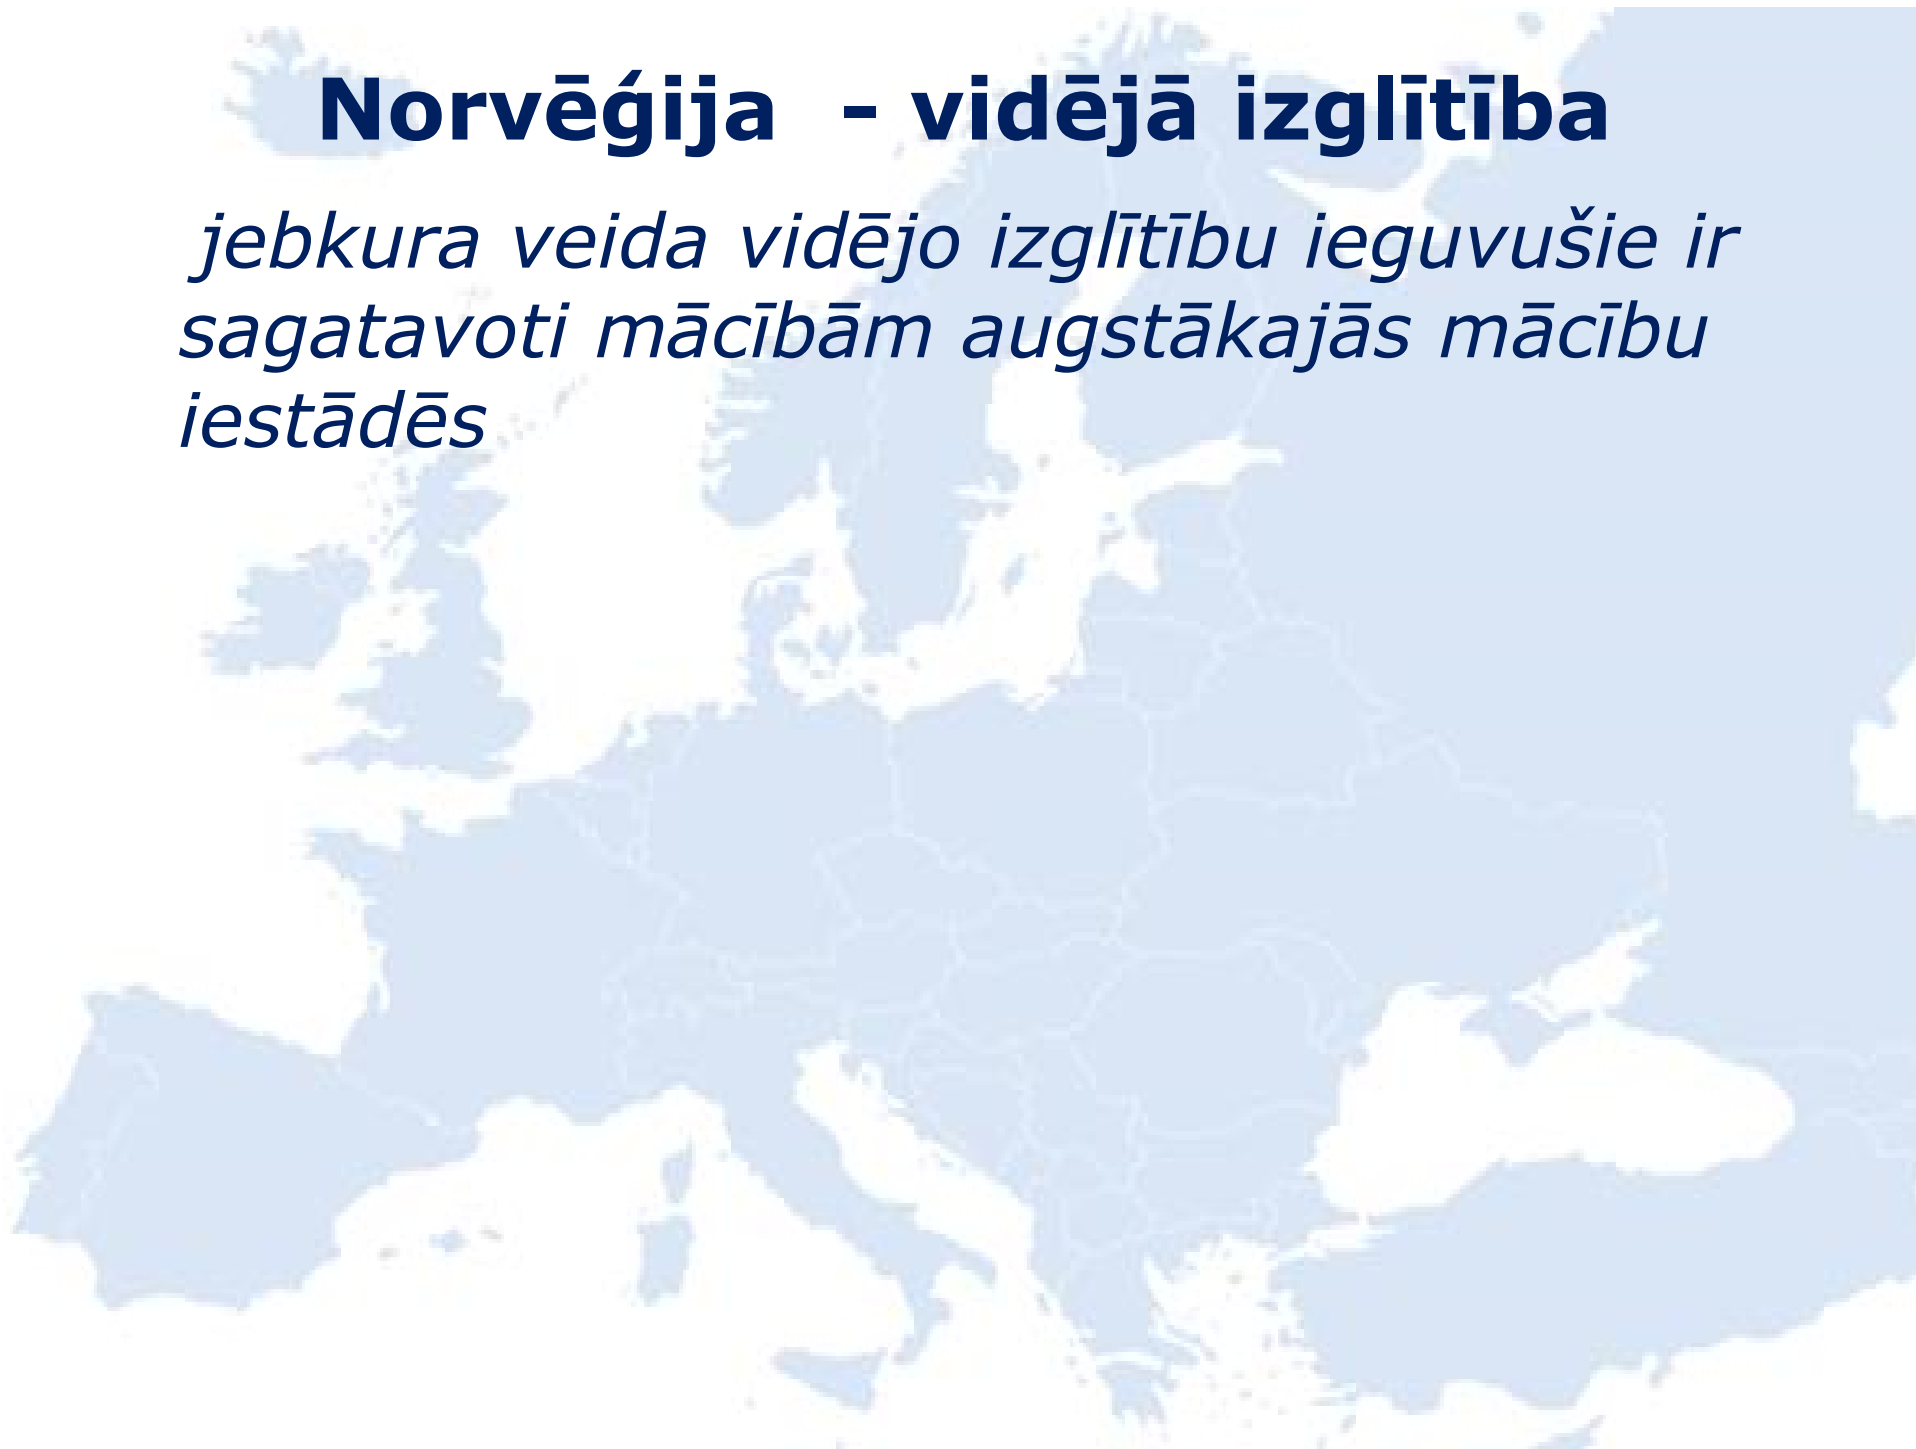 Norvēģija - vidējā izglītība
jebkura veida vidējo izglītību ieguvušie ir
sagatavoti mācībām augstākajās mācību
iestādēs